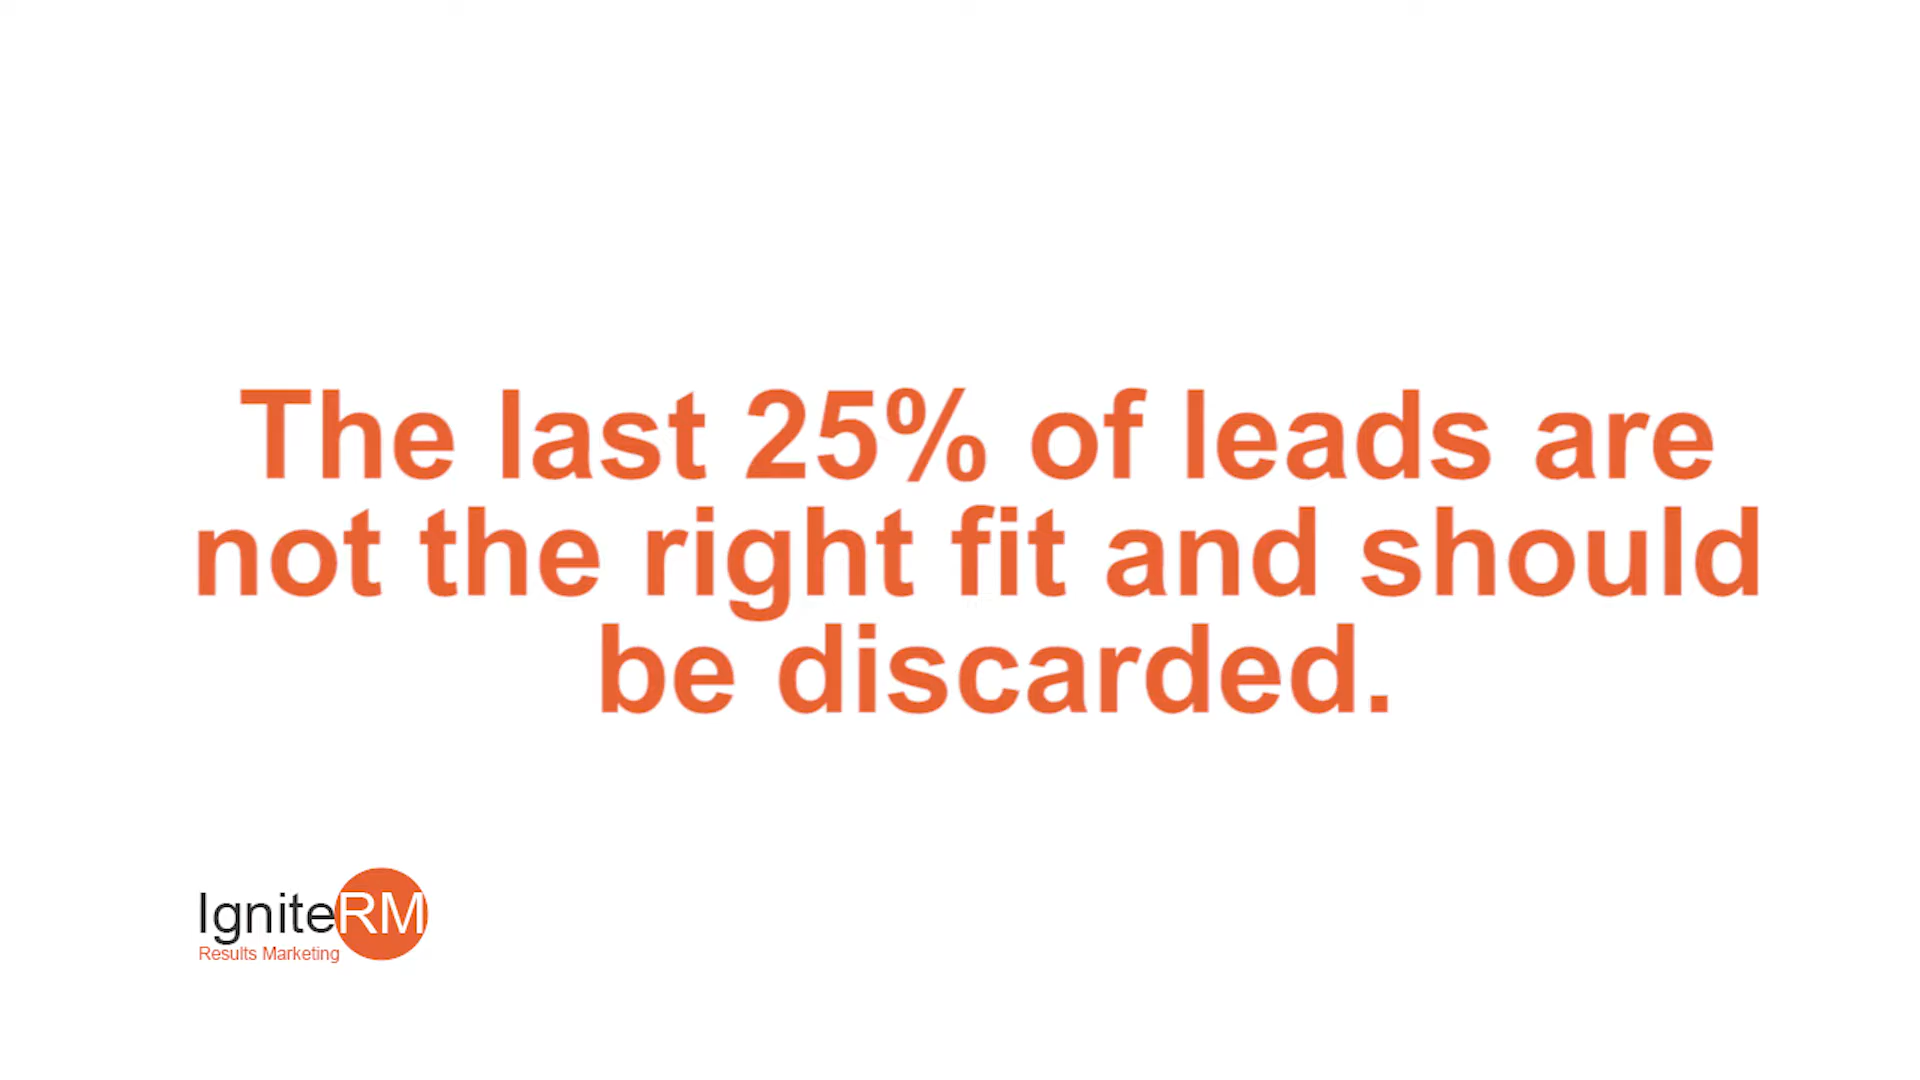 The last 25% of leads are
not the right fit and should
be discarded.
IgniteRM
Results Marketing